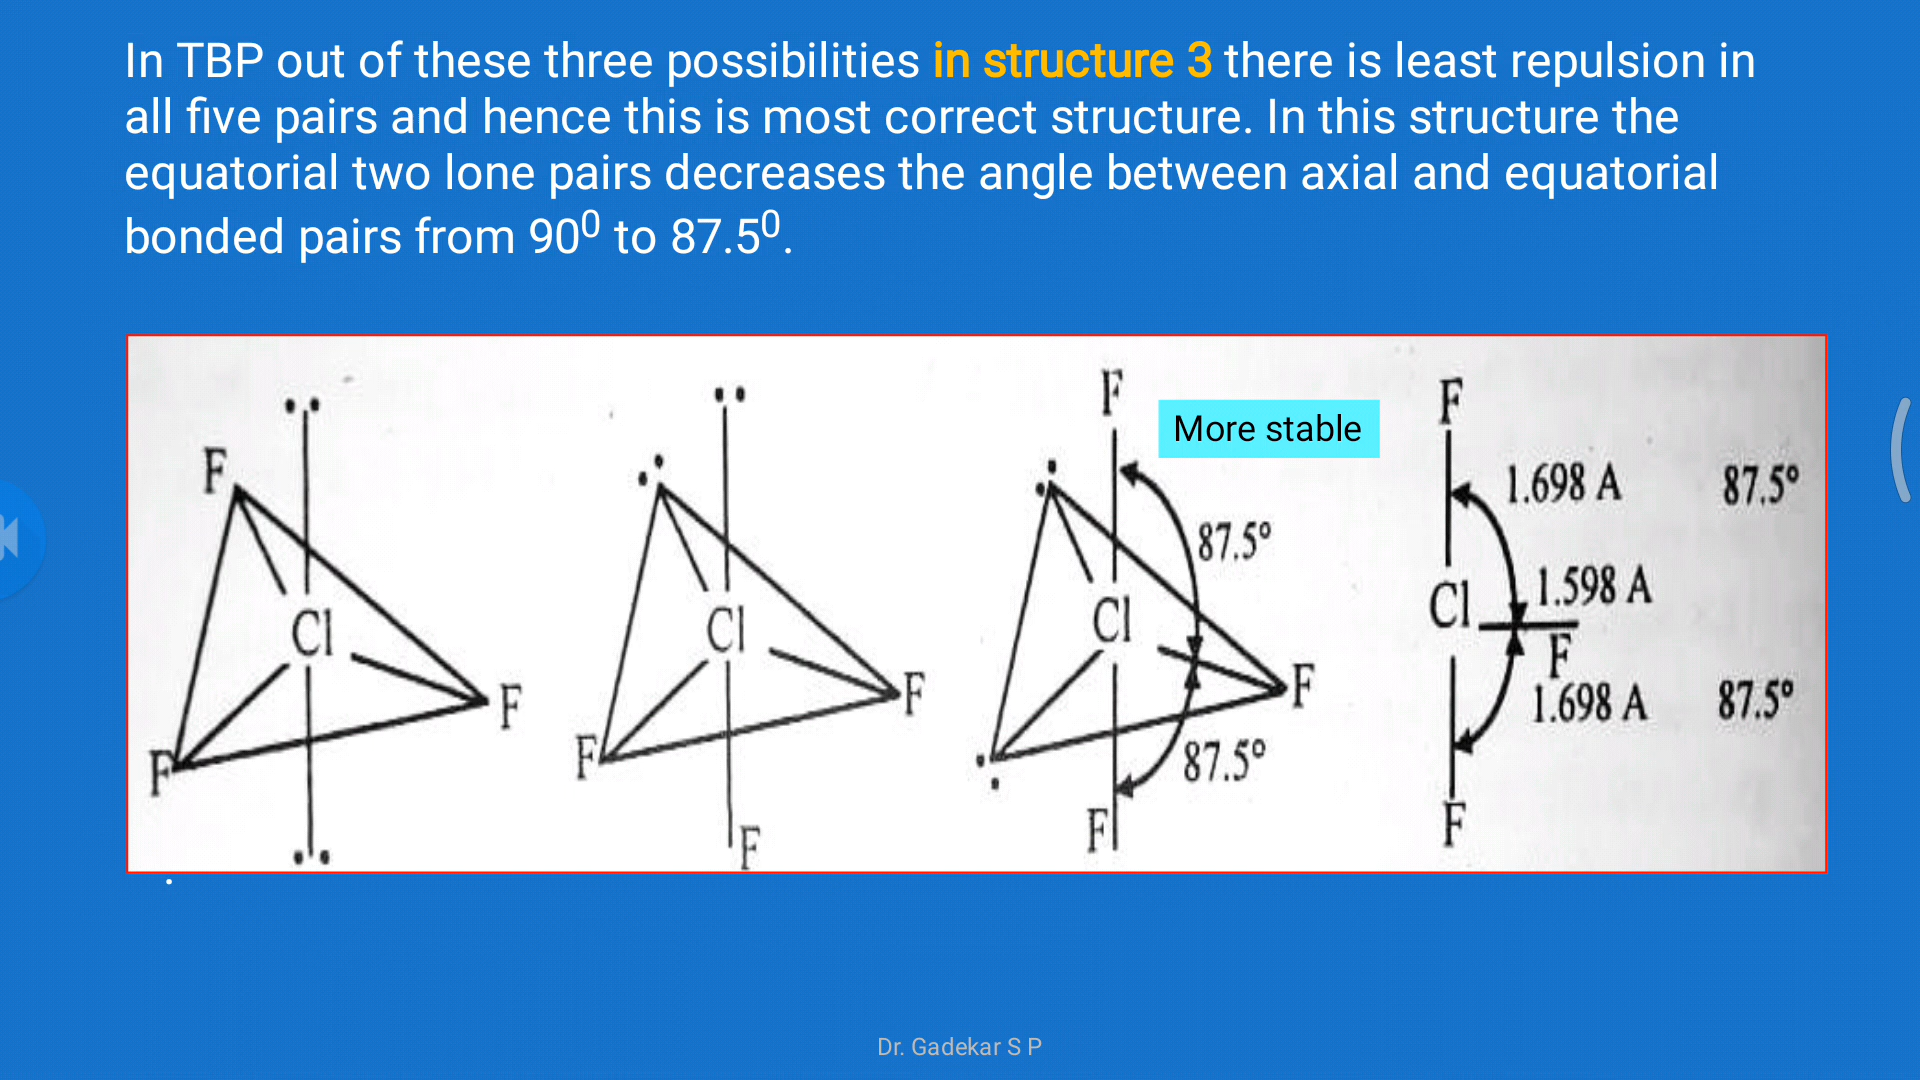 In TBP out of these three possibilities in structure 3 there is least repulsion in
all five pairs and hence this is most correct structure. In this structure the
equatorial two lone pairs decreases the angle between axial and equatorial
bonded pairs from 90⁰ to 87.5⁰.
F
Cl
F
F
Cl
F
F
F
F
More stable
87.5°
Cl
F
87.5°
F
F
1.698 A 87.5°
1.598 A
Cl
F
1.698 A 87.5°
F
.
Dr. Gadekar S P